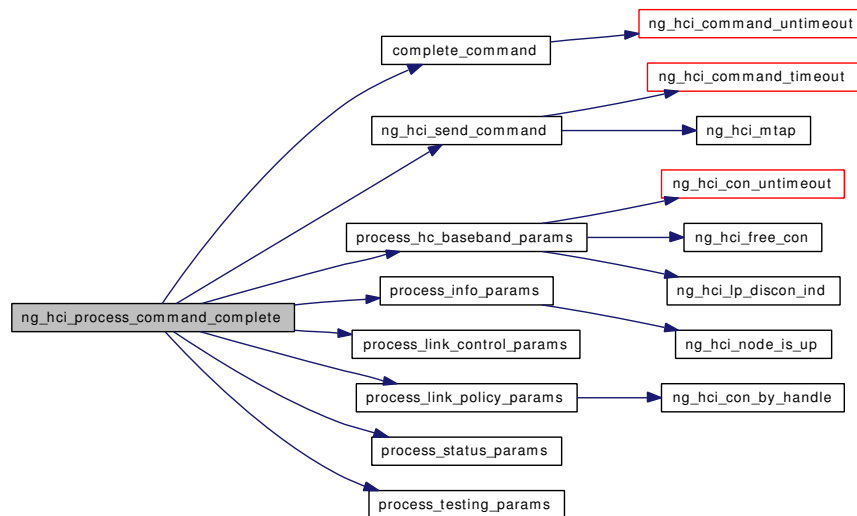 ng_hci_process_command_complete
complete_command
ng_hci_command_untimeout
ng_hci_send_command
ng_hci_command_timeout
ng_hci_mtap
process_hc_baseband_params
ng_hci_con_untimeout
ng_hci_free_con
ng_hci_lp_discon_ind
process_info_params
ng_hci_node_is_up
process_link_control_params
process_link_policy_params
ng_hci_con_by_handle
process_status_params
process_testing_params